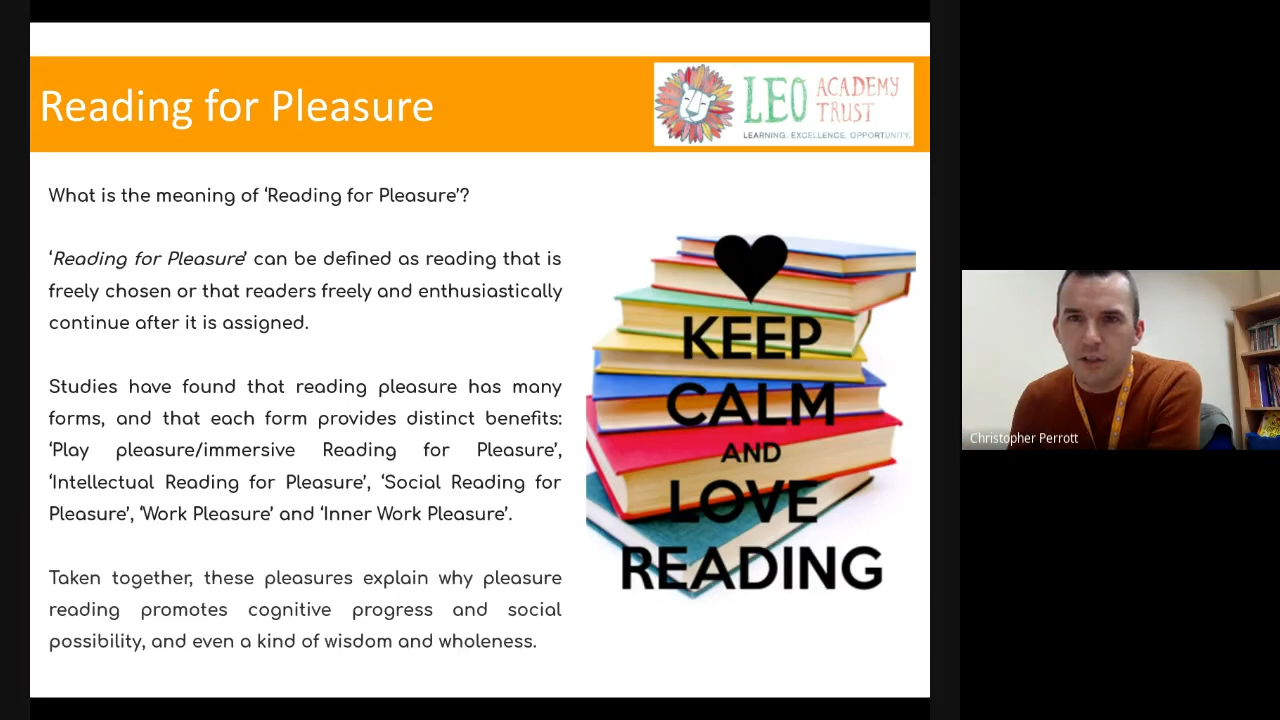 Reading for Pleasure
LEO ACADEMY TRUST
LEARNING. EXCELLENCE. OPPORTUNITY.
What is the meaning of ‘Reading for Pleasure’?
‘Reading for Pleasure’ can be defined as reading that is
freely chosen or that readers freely and enthusiastically
continue after it is assigned.
Studies have found that reading pleasure has many
forms, and that each form provides distinct benefits:
‘Play pleasure/immersive Reading for Pleasure’,
‘Intellectual Reading for Pleasure’, ‘Social Reading for
Pleasure’, ‘Work Pleasure’ and ‘Inner Work Pleasure’.
Taken together, these pleasures explain why pleasure
reading promotes cognitive progress and social
possibility, and even a kind of wisdom and wholeness.
KEEP
CALM
AND
LOVE
READING
Christopher Perrott